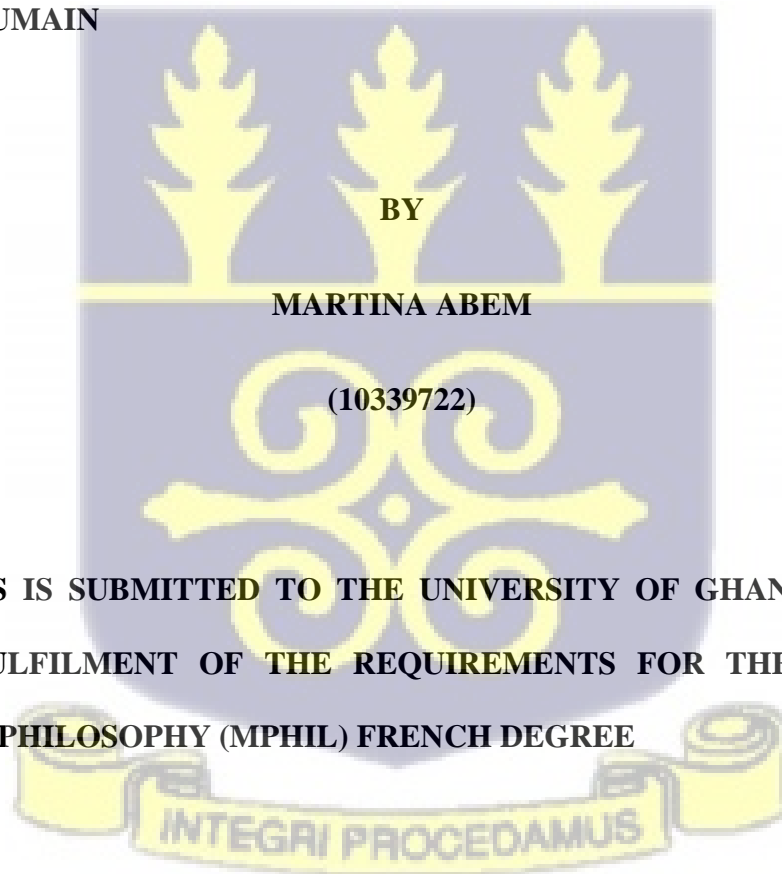 UMAIN
BY
MARTINA ABEM
(10339722)
S IS SUBMITTED TO THE UNIVERSITY OF GHAN
ULFILMENT OF THE REQUIREMENTS FOR THE
PHILOSOPHY (MPHIL) FRENCH DEGREE
INTEGRI PROCEDAMUS